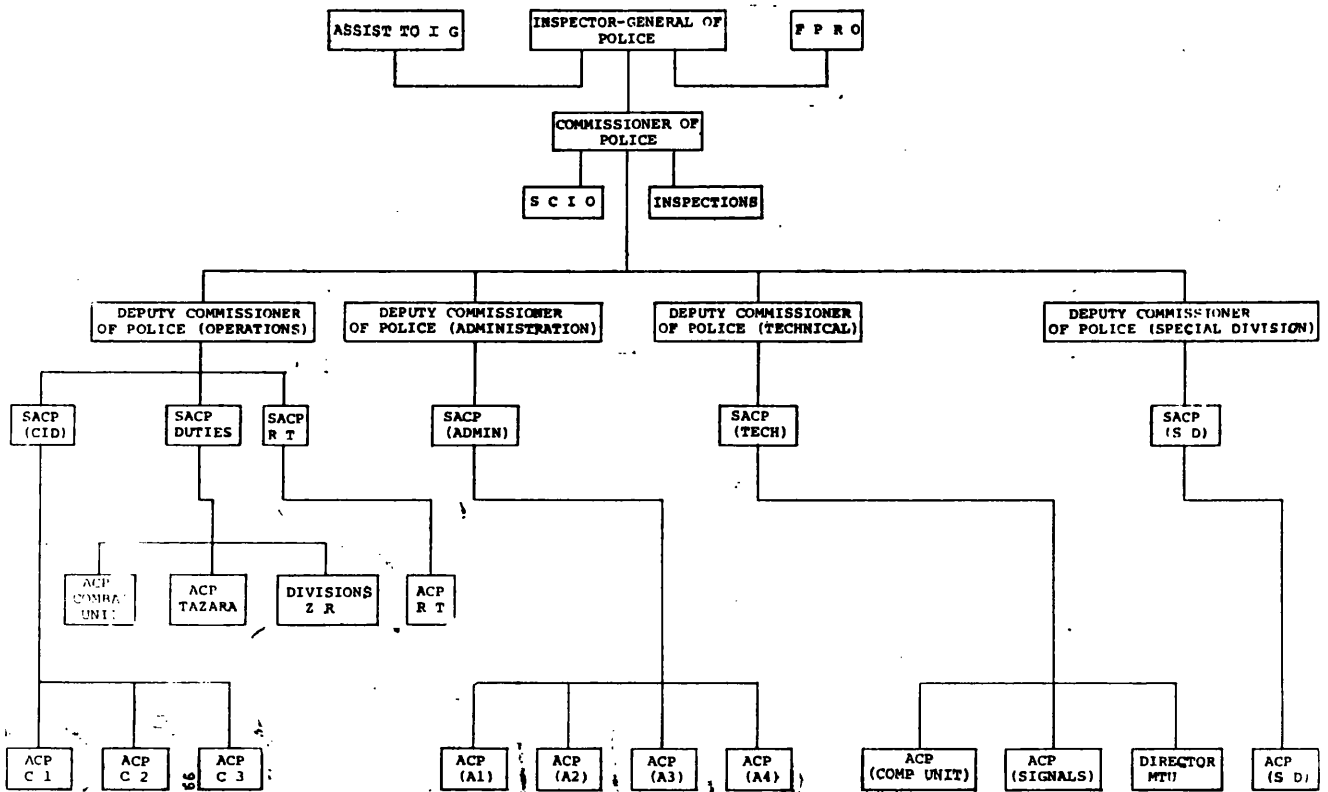 ASSIST TO I G
INSPECTOR-GENERAL OF
POLICE
F P R O
COMMISSIONER OF
POLICE
S C I O
INSPECTIONS
DEPUTY COMMISSIONER
OF POLICE (OPERATIONS)
DEPUTY COMMISSIONER
OF POLICE (ADMINISTRATION)
DEPUTY COMMISSIONER
OF POLICE (TECHNICAL)
DEPUTY COMMISSIONER
OF POLICE (SPECIAL DIVISION)
SACP
(CID)
SACP
DUTIES
SACP
R T
SACP
(ADMIN)
SACP
(TECH)
SACP
(S D)
ACP
COMBA
UNIT
ACP
TAZARA
DIVISIONS
Z R
ACP
R T
ACP
C 1
ACP
C 2
66
ACP
C 3
ACP
(A1)
ACP
(A2)
ACP
(A3)
ACP
(A4)
ACP
(COMP UNIT)
ACP
(SIGNALS)
DIRECTOR
MTU
ACP
(S D)